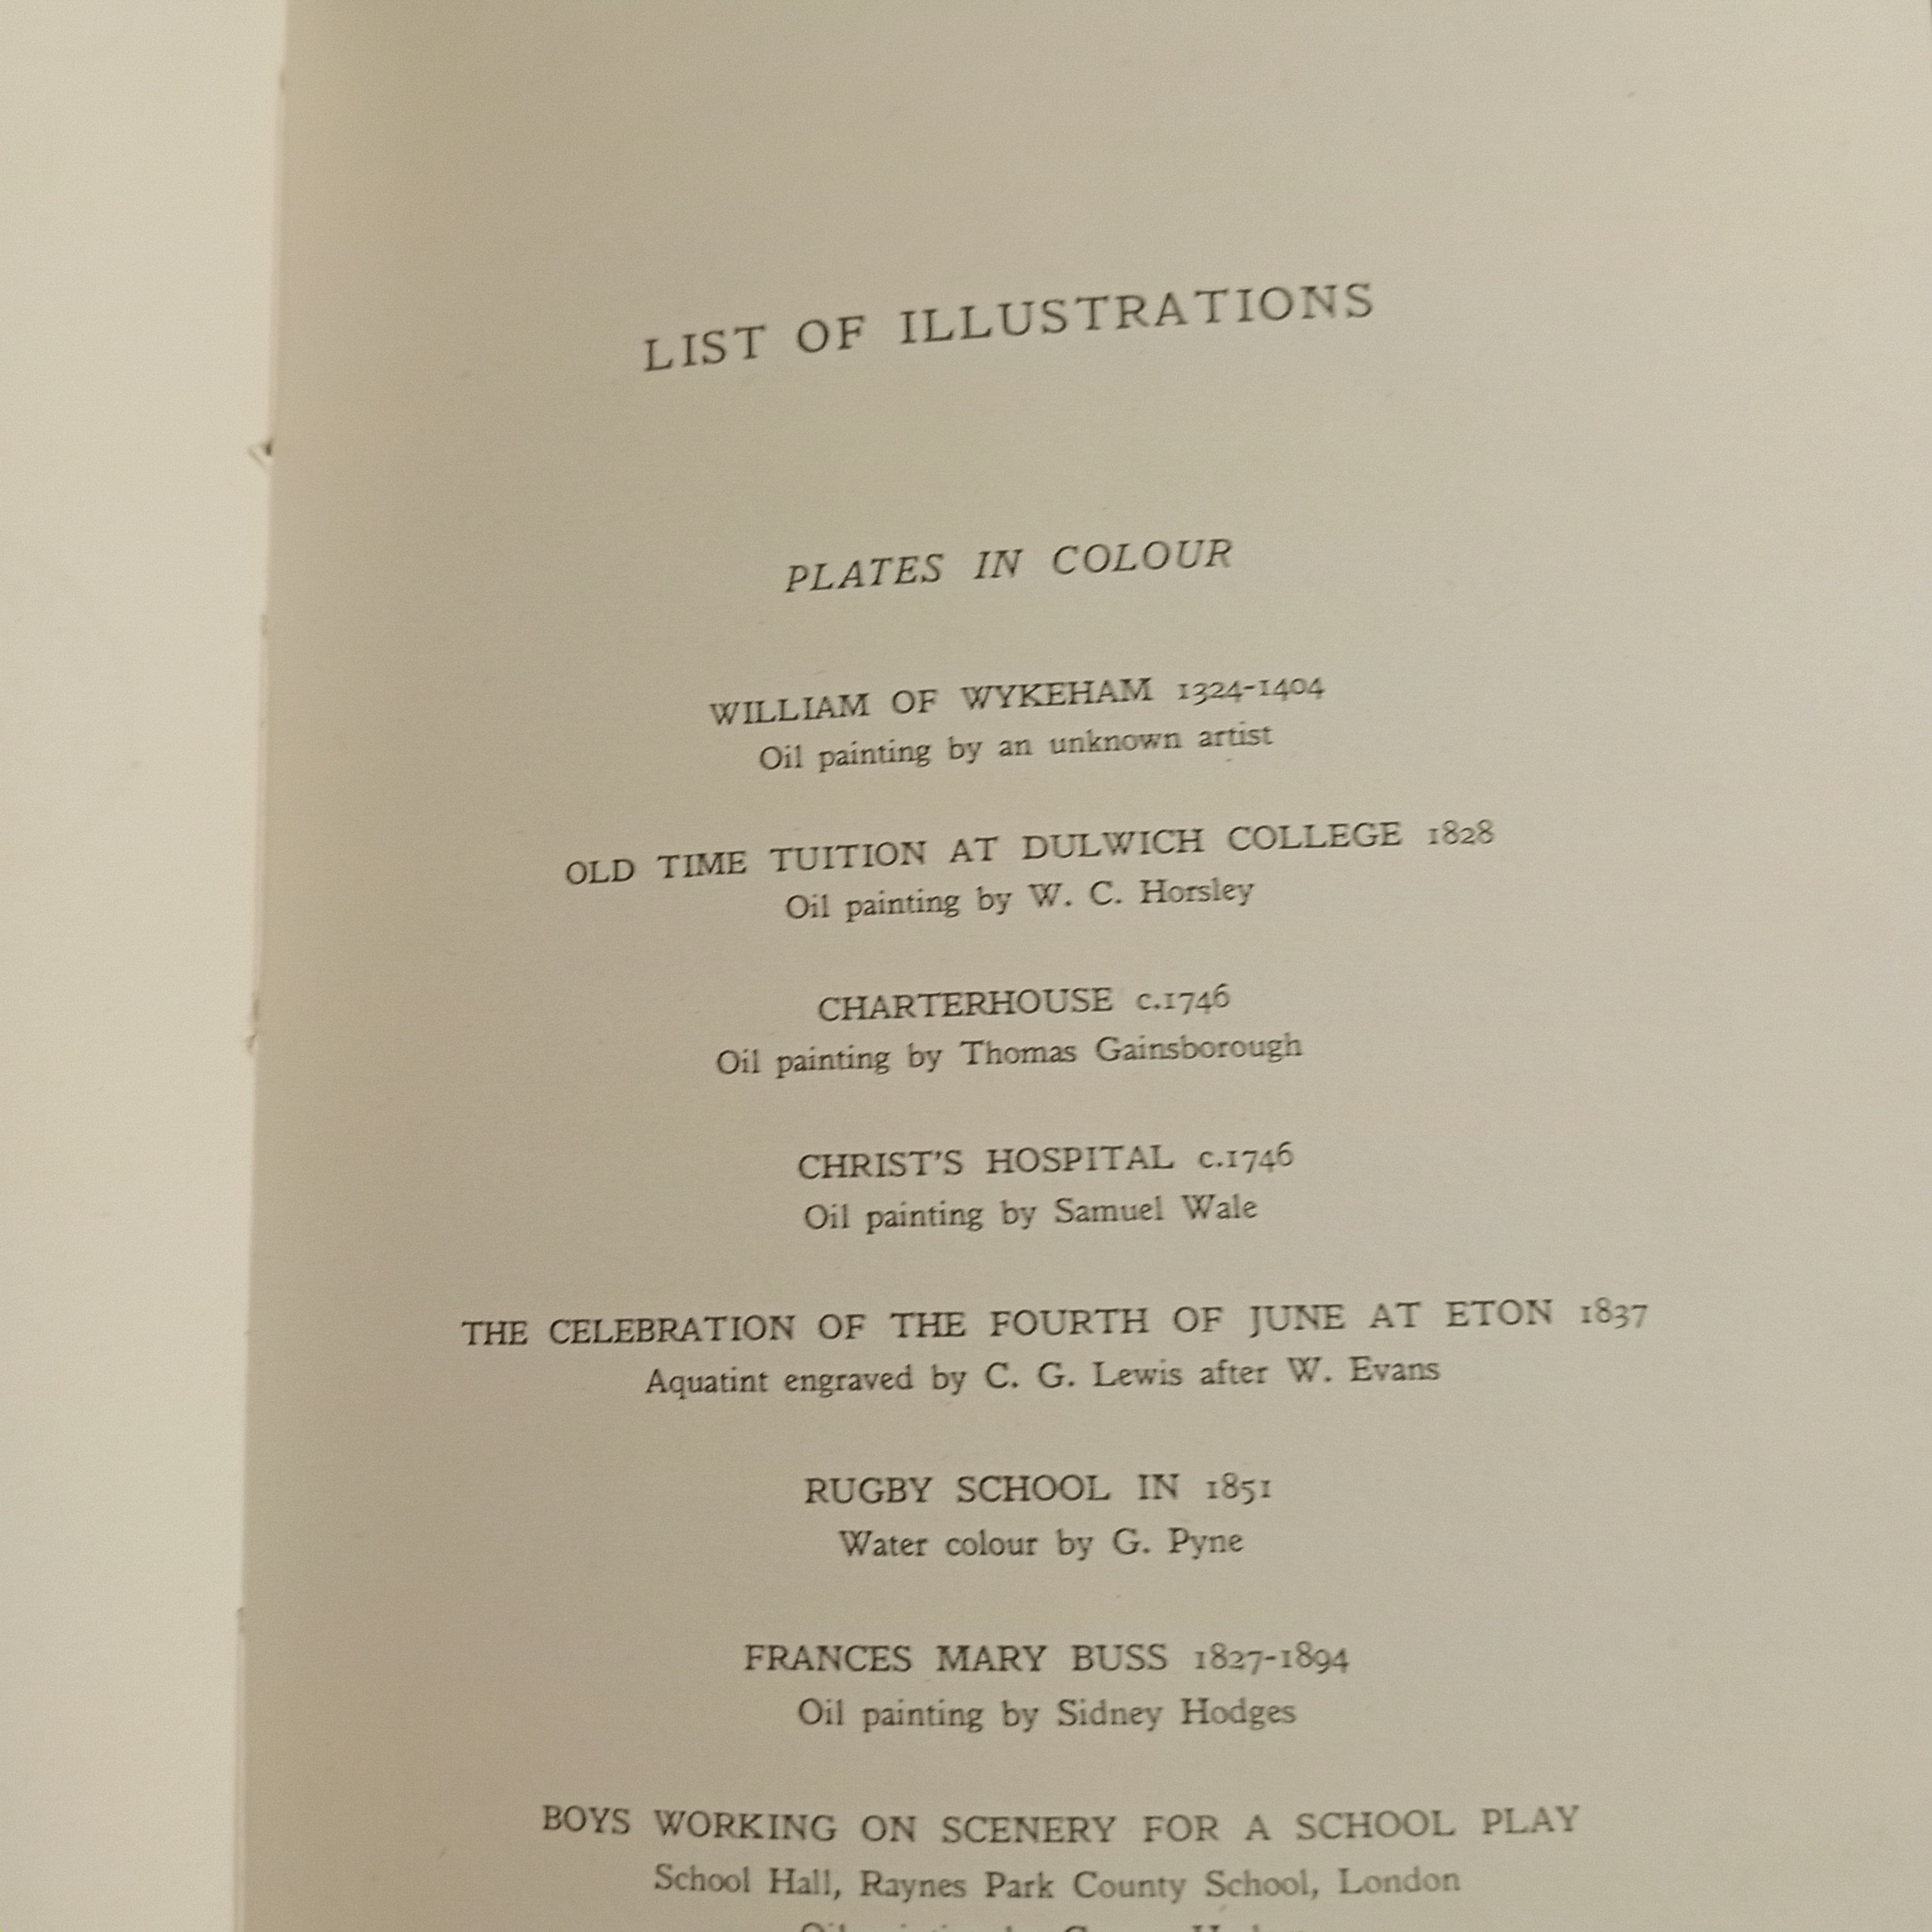 LIST OF ILLUSTRATIONS
PLATES IN COLOUR
WILLIAM OF WYKEHAM 1324-1404
Oil painting by an unknown artist
OLD TIME TUITION AT DULWICH COLLEGE 1828
Oil painting by W. C. Horsley
CHARTERHOUSE c.1746
Oil painting by Thomas Gainsborough
CHRIST'S HOSPITAL c.1746
Oil painting by Samuel Wale
THE CELEBRATION OF THE FOURTH OF JUNE AT ETON 1837
Aquatint engraved by C. G. Lewis after W. Evans
RUGBY SCHOOL IN 1851
Water colour by G. Pyne
FRANCES MARY BUSS 1827-1894
Oil painting by Sidney Hodges
BOYS WORKING ON SCENERY FOR A SCHOOL PLAY
School Hall, Raynes Park County School, London